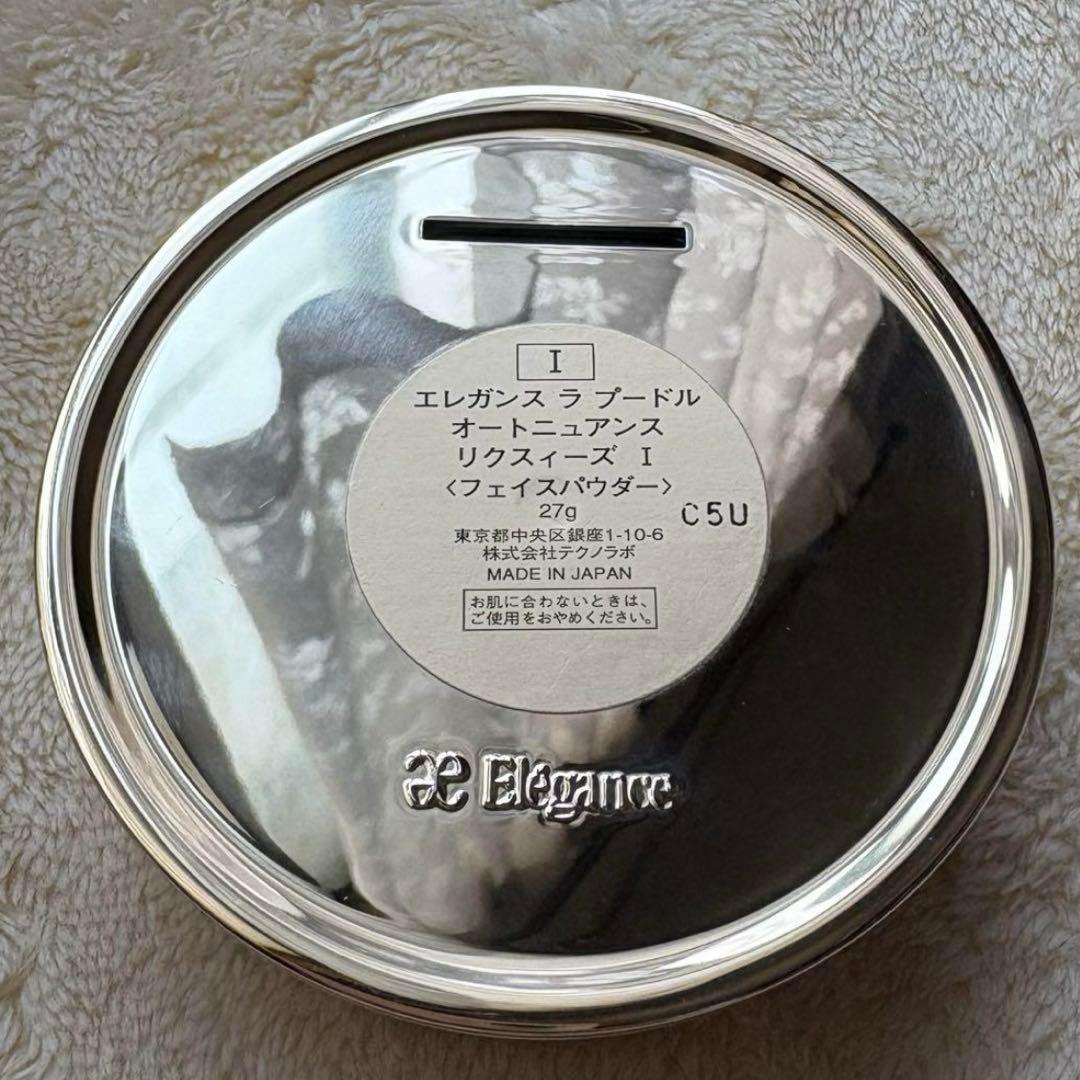 I
エレガンス ラ プードル
オートニュアンス
リクスィーズ I
〈フェイスパウダー〉
27g
C5U
東京都中央区銀座1-10-6
株式会社テクノラボ
MADE IN JAPAN
お肌に合わないときは、
ご使用をおやめください。
æ Elégance